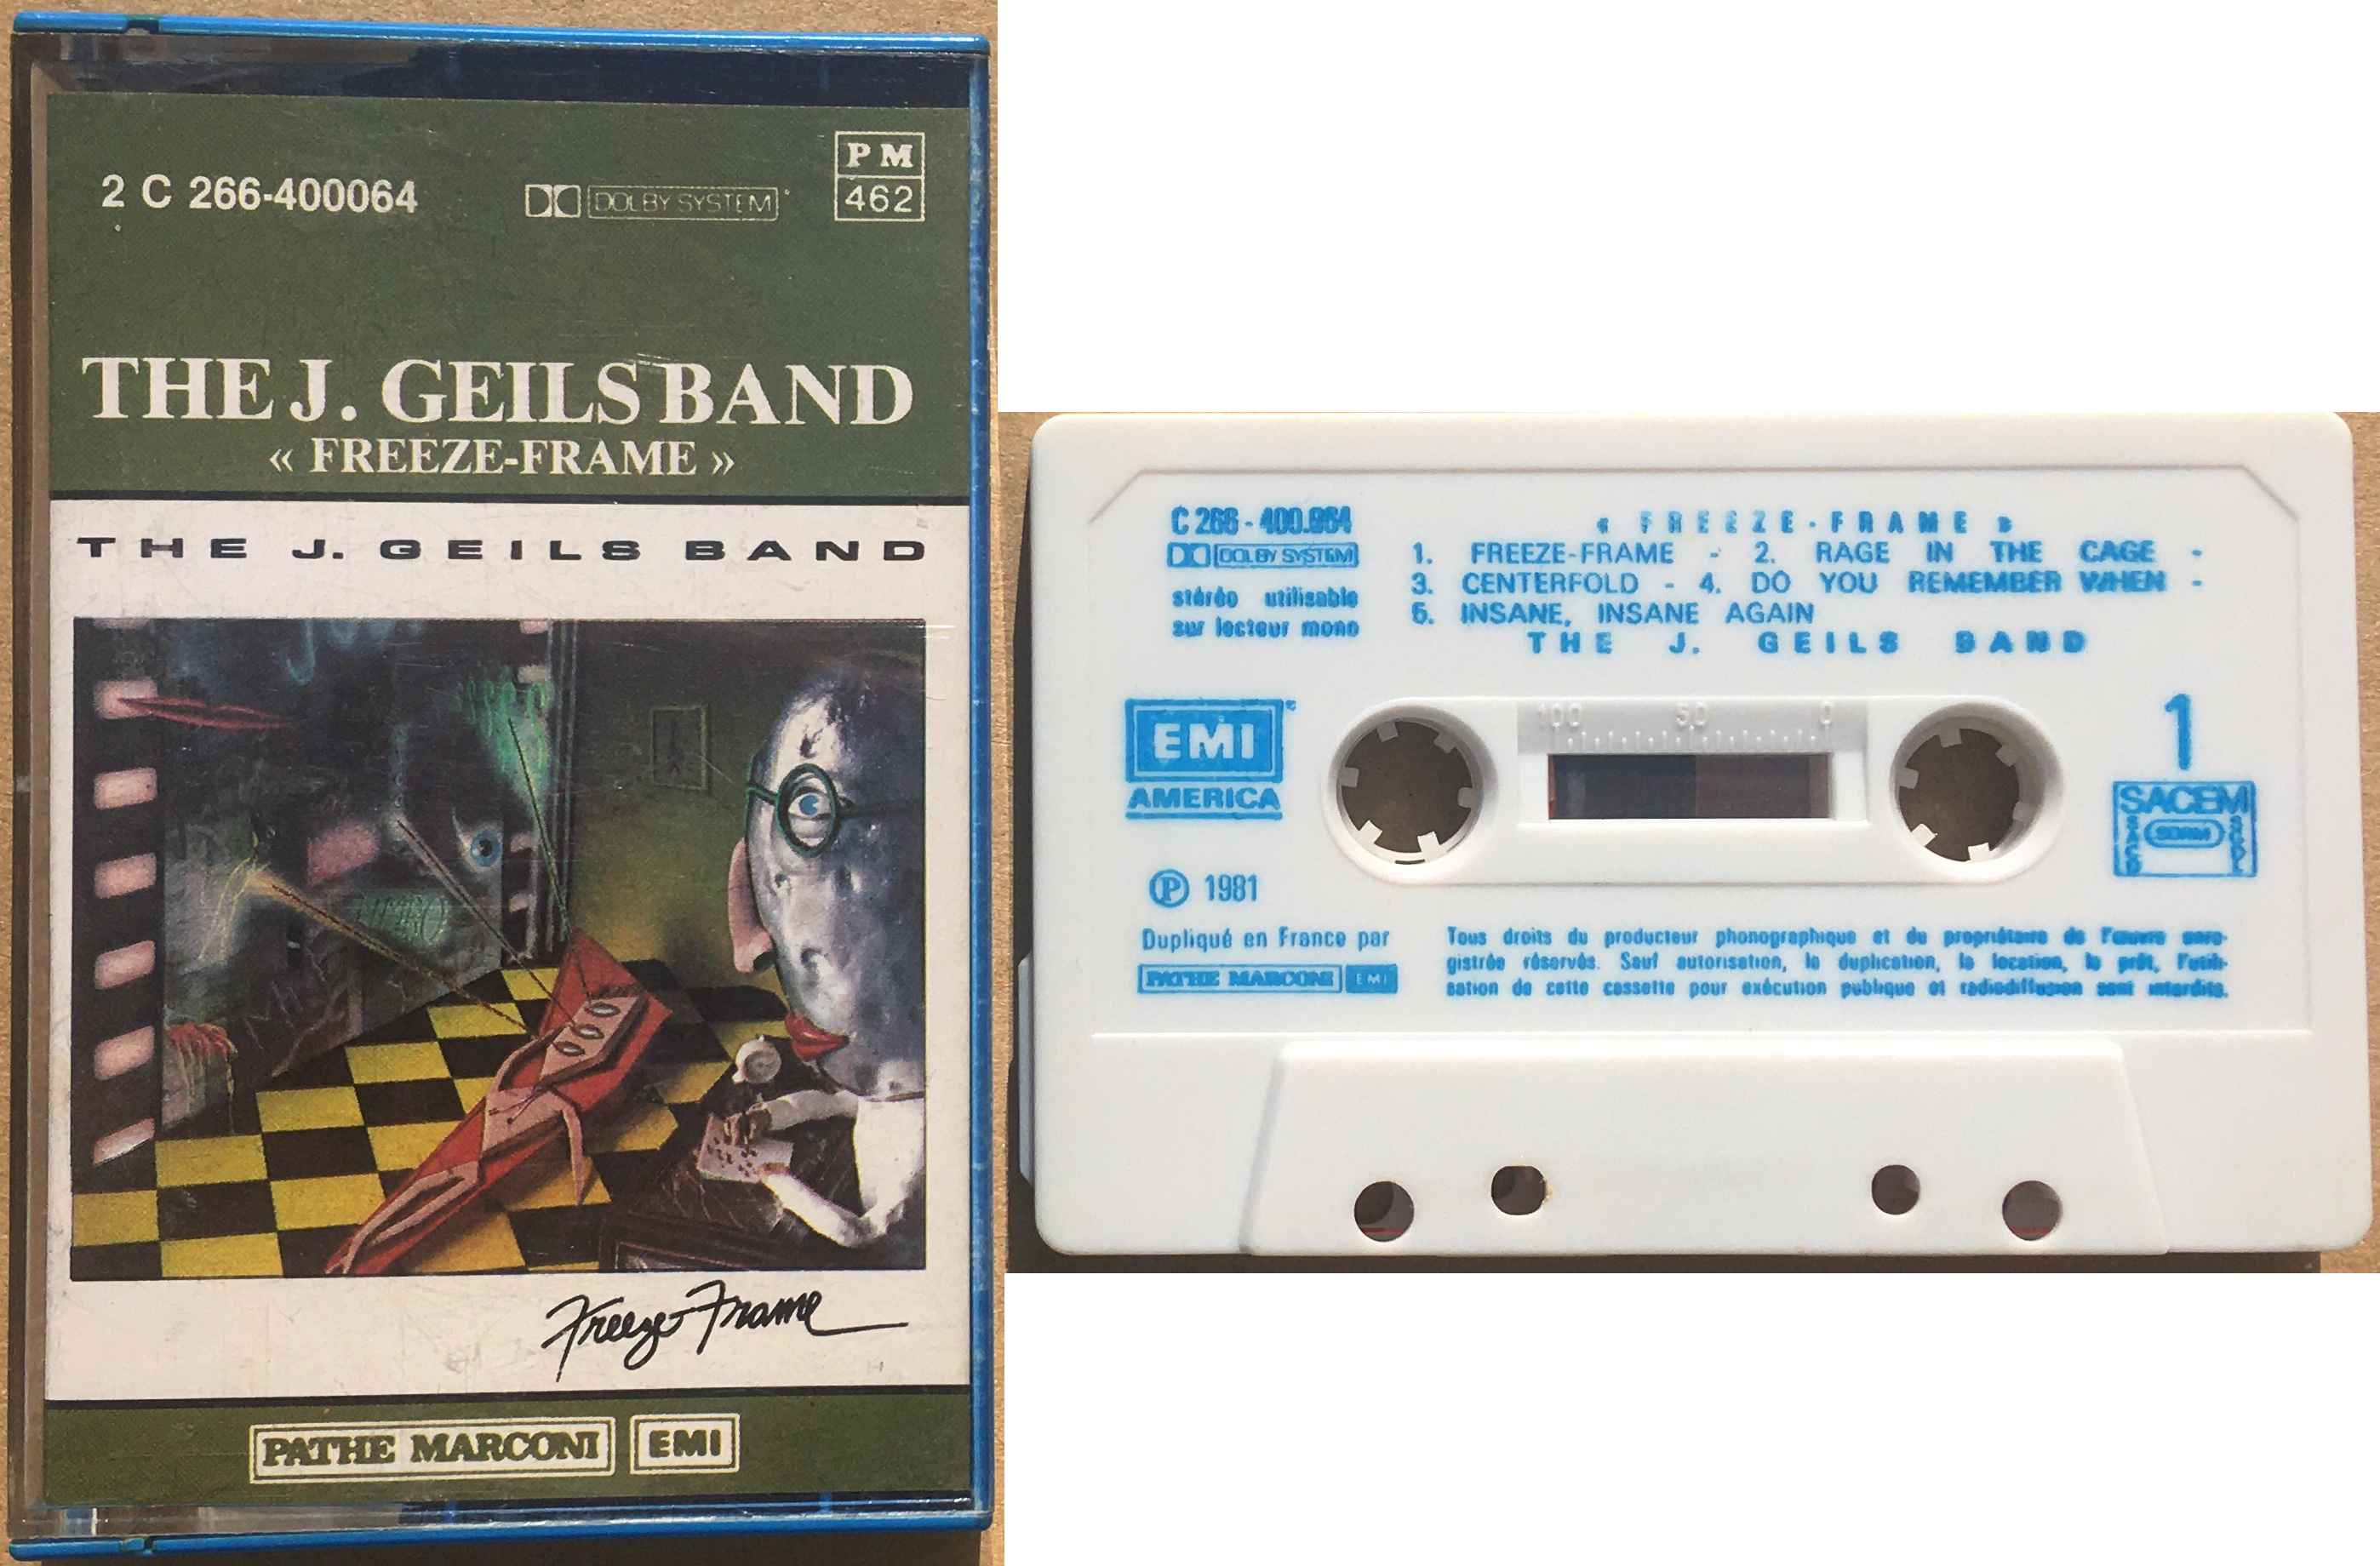 2 C 266-400064
DOLBY SYSTEM
PM
462
THE J. GEILS BAND
« FREEZE-FRAME »
THE J. GEILS BAND
Freeze Frame
PATHE MARCONI EMI
C 266 - 400.064
DOLBY SYSTEM
stéréo utilisable
sur lecteur mono
« FREEZE-FRAME »
1. FREEZE-FRAME - 2. RAGE IN THE CAGE -
3. CENTERFOLD - 4. DO YOU REMEMBER WHEN -
5. INSANE, INSANE AGAIN
THE J. GEILS BAND
EMI
AMERICA
100 50 0
1
SACEM
SDRM
SACD
SGDL
℗ 1981
Dupliqué en France par
PATHE MARCONI EMI
Tous droits du producteur phonographique et du propriétaire de l'œuvre enre-
gistrée réservés. Sauf autorisation, la duplication, la location, le prêt, l'utili-
sation de cette cassette pour exécution publique et radiodiffusion sont interdits.